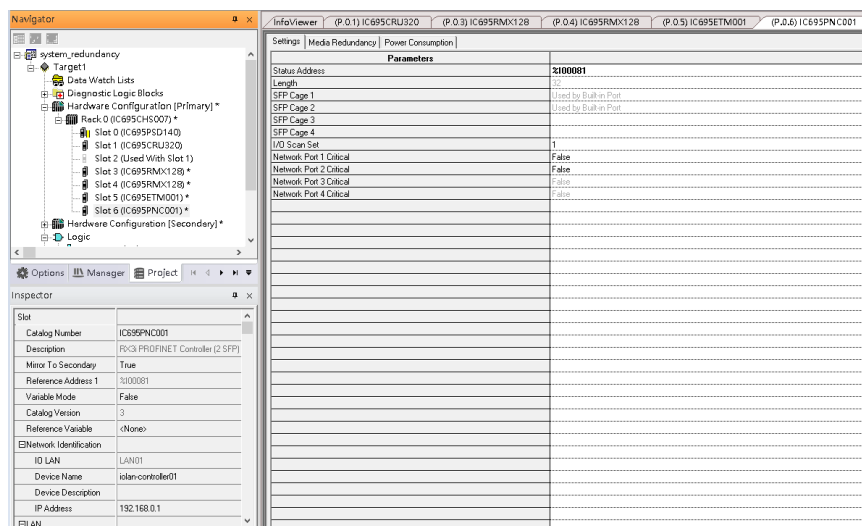 Navigator
system_redundancy
Target1
Data Watch Lists
Diagnostic Logic Blocks
Hardware Configuration [Primary] *
Rack 0 (IC695CHS007) *
Slot 0 (IC695PSD140)
Slot 1 (IC695CRU320)
Slot 2 (Used With Slot 1)
Slot 3 (IC695RMX128) *
Slot 4 (IC695RMX128) *
Slot 5 (IC695ETM001) *
Slot 6 (IC695PNC001) *
Hardware Configuration [Secondary] *
Logic
Options Manager Project
Inspector
Slot
Catalog Number IC695PNC001
Description RX3i PROFINET Controller (2 SFP)
Mirror To Secondary True
Reference Address 1 %I00081
Variable Mode False
Catalog Version 3
Reference Variable <None>
Network Identification
IO LAN LAN01
Device Name iolan-controller01
Device Description
IP Address 192.168.0.1
LAN
InfoViewer (P.0.1) IC695CRU320 (P.0.3) IC695RMX128 (P.0.4) IC695RMX128 (P.0.5) IC695ETM001 (P.0.6) IC695PNC001
Settings Media Redundancy Power Consumption
Parameters
Status Address %I00081
Length 32
SFP Cage 1 Used by Built-in Port
SFP Cage 2 Used by Built-in Port
SFP Cage 3
SFP Cage 4
I/O Scan Set 1
Network Port 1 Critical False
Network Port 2 Critical False
Network Port 3 Critical False
Network Port 4 Critical False